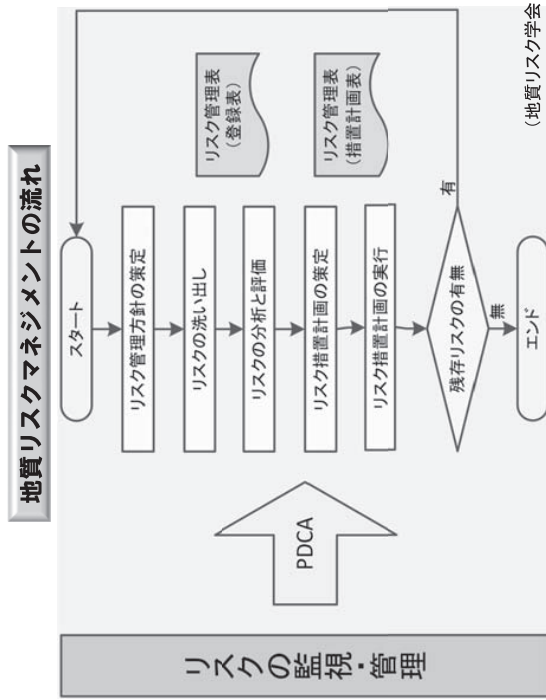 地質リスクマネジメントの流れ
リスクの監視・管理
PDCA
スタート
リスク管理方針の策定
リスクの洗い出し
リスクの分析と評価
リスク措置計画の策定
リスク措置計画の実行
残存リスクの有無
有
無
エンド
リスク管理表
（登録表）
リスク管理表
（措置計画表）
（地質リスク学会